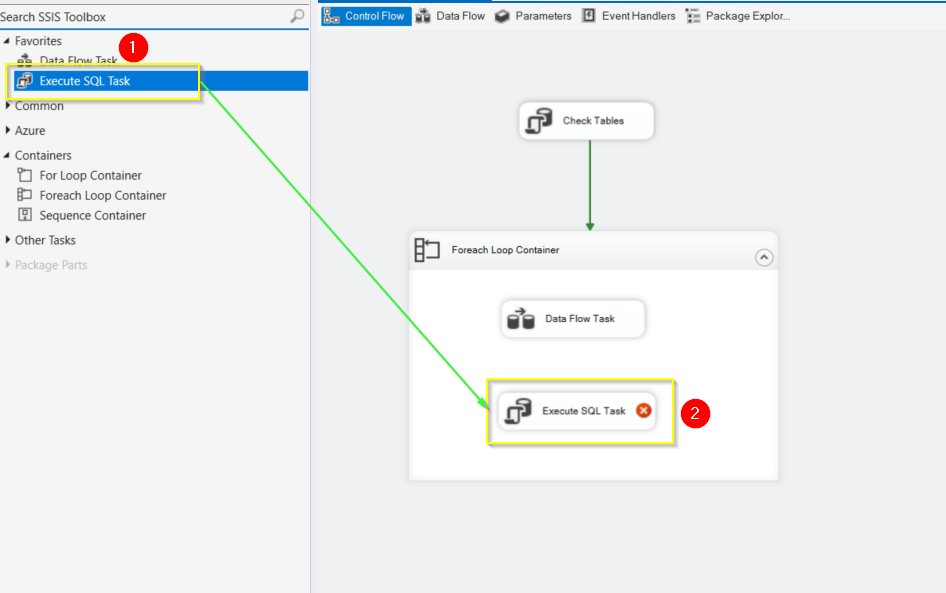 Search SSIS Toolbox
Favorites
Data Flow Task
1
Execute SQL Task
Common
Azure
Containers
For Loop Container
Foreach Loop Container
Sequence Container
Other Tasks
Package Parts
Control Flow
Data Flow
Parameters
Event Handlers
Package Explor...
Check Tables
Foreach Loop Container
Data Flow Task
Execute SQL Task
2